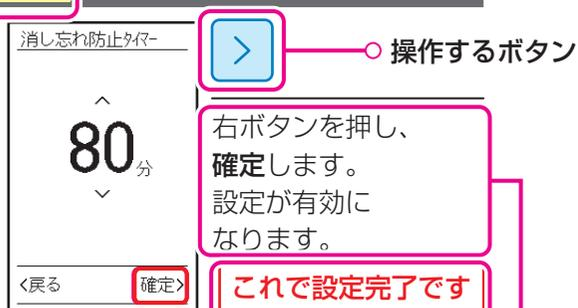 消し忘れ防止ﾀｲﾏｰ
80分
<戻る
確定>
操作するボタン
右ボタンを押し、
確定します。
設定が有効に
なります。
これで設定完了です